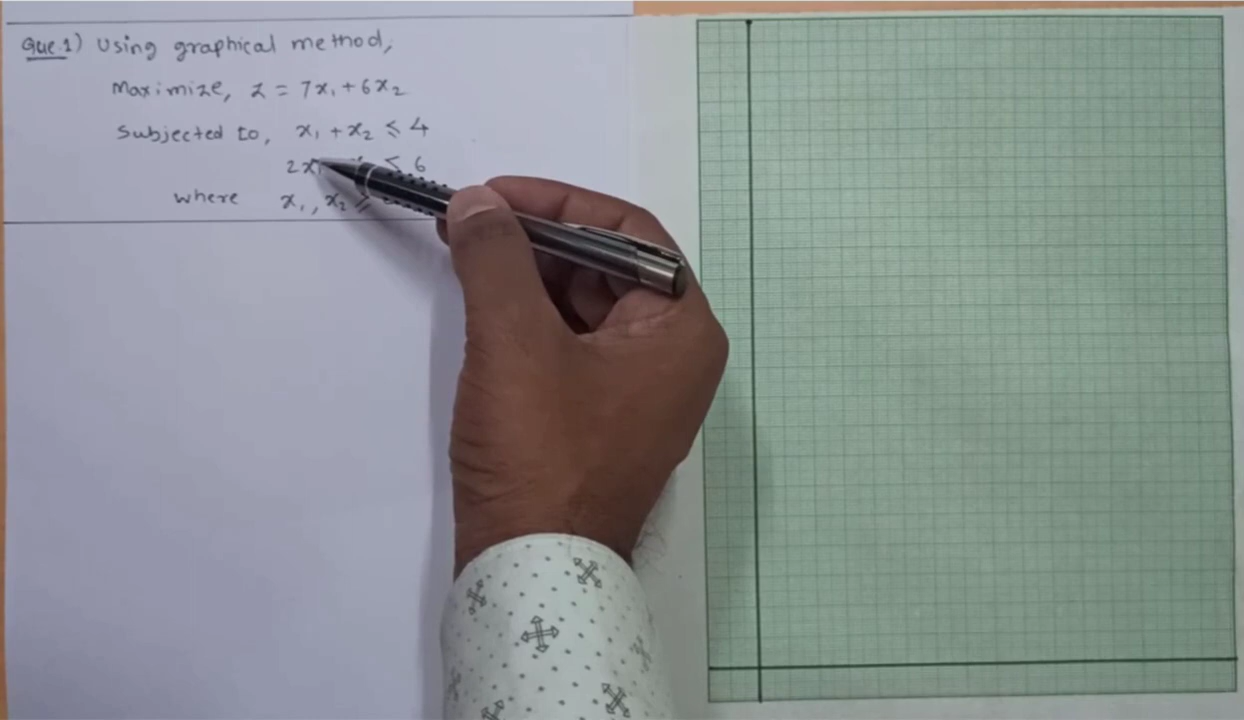 Que.1) Using graphical method,
Maximize, z = 7x₁ + 6x₂
Subjected to, x₁ + x₂ ≤ 4
2x₁ ≤ 6
where x₁, x₂ ≥